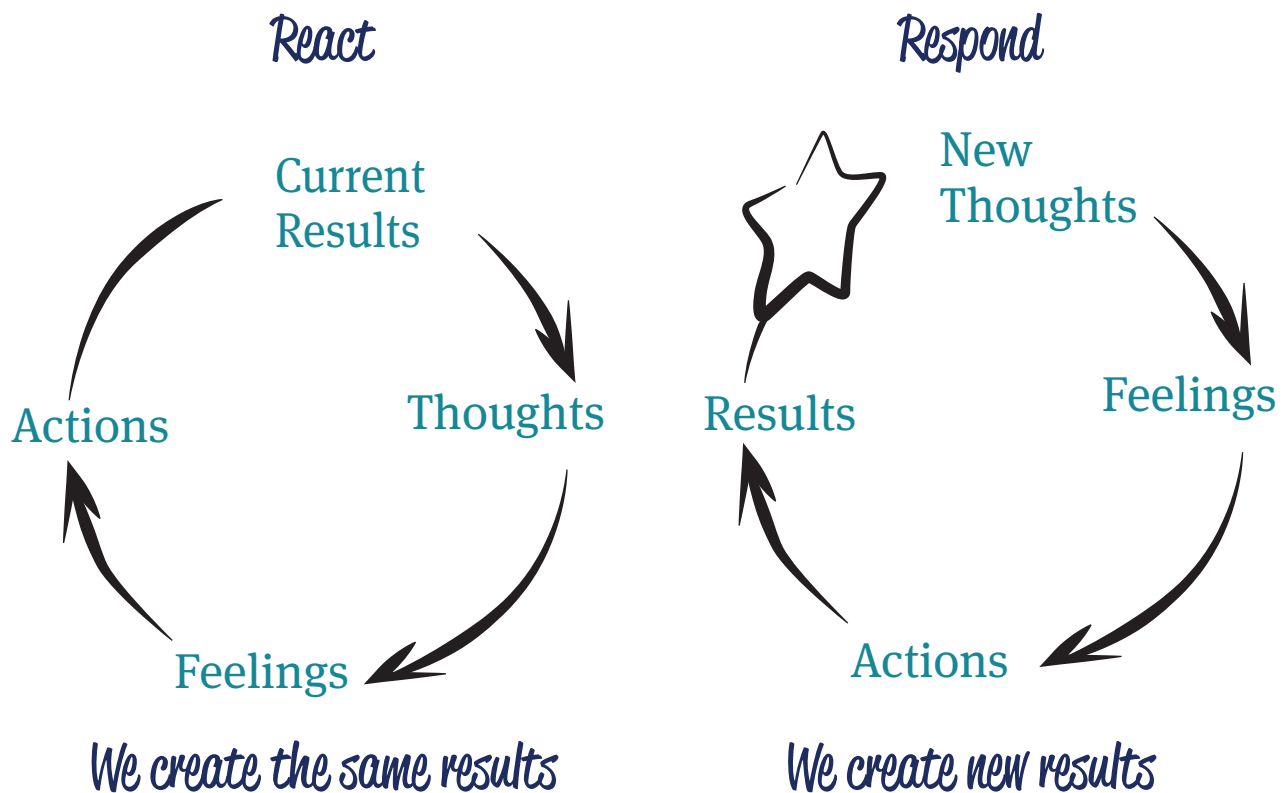 React
Current
Results
Thoughts
Feelings
Actions
We create the same results
Respond
New
Thoughts
Feelings
Actions
Results
We create new results